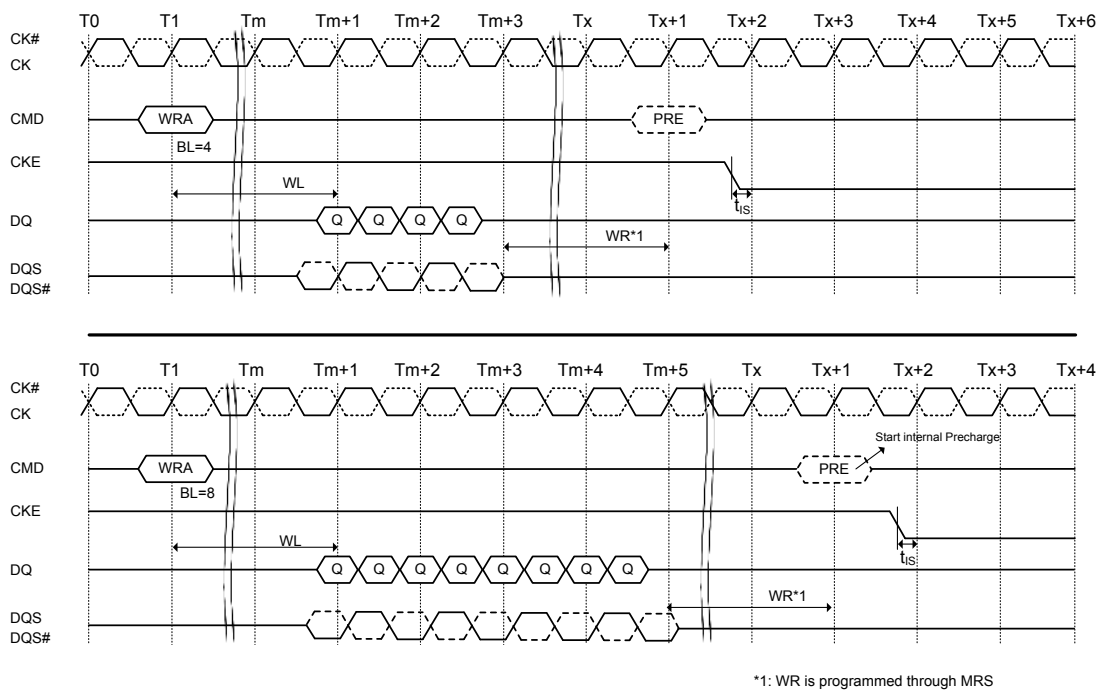 T0 T1 Tm Tm+1 Tm+2 Tm+3 Tx Tx+1 Tx+2 Tx+3 Tx+4 Tx+5 Tx+6
CK#
CK
CMD WRA PRE
BL=4
CKE
WL tIS
DQ Q Q Q Q
WR*1
DQS
DQS#
T0 T1 Tm Tm+1 Tm+2 Tm+3 Tm+4 Tm+5 Tx Tx+1 Tx+2 Tx+3 Tx+4
CK#
CK
Start internal Precharge
CMD WRA PRE
BL=8
CKE
WL tIS
DQ Q Q Q Q Q Q Q Q
WR*1
DQS
DQS#
*1: WR is programmed through MRS